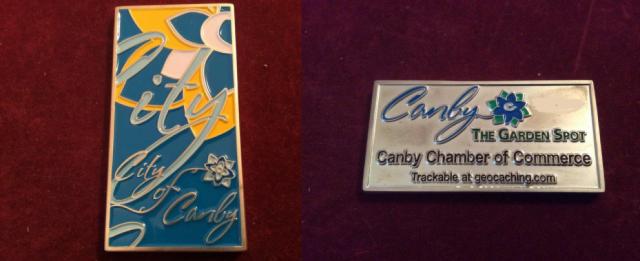 City
City
of
Canby
Canby
THE GARDEN SPOT
Canby Chamber of Commerce
Trackable at geocaching.com